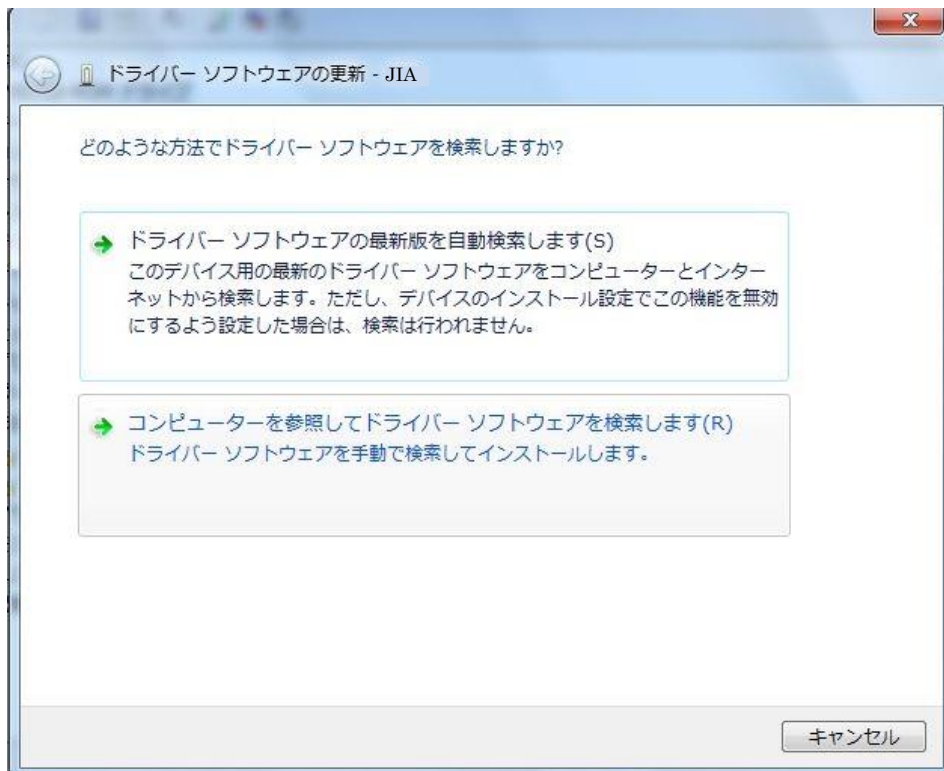 ドライバー ソフトウェアの更新 - JIA
どのような方法でドライバー ソフトウェアを検索しますか?
ドライバー ソフトウェアの最新版を自動検索します(S)
このデバイス用の最新のドライバー ソフトウェアをコンピューターとインター
ネットから検索します。ただし、デバイスのインストール設定でこの機能を無効
にするよう設定した場合は、検索は行われません。
コンピューターを参照してドライバー ソフトウェアを検索します(R)
ドライバー ソフトウェアを手動で検索してインストールします。
キャンセル